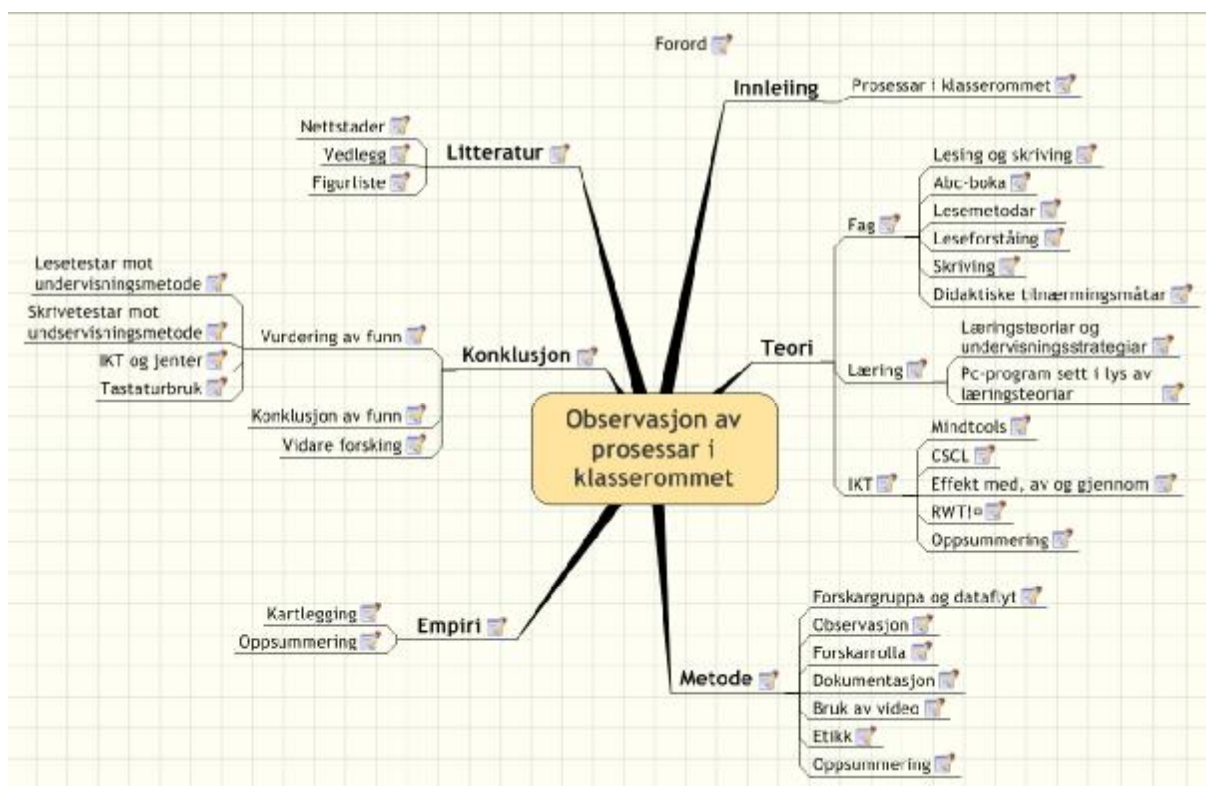 Forord
Innleiing
Prosessar i klasserommet
Nettstader
Vedlegg
Figurliste
Litteratur
Lesing og skriving
Abc-boka
Lesemetodar
Leseforståing
Skriving
Didaktiske tilnærmingsmåtar
Fag
Teori
Læring
Læringsteoriar og
undervisningsstrategiar
Pc-program sett i lys av
læringsteoriar
IKT
Mindtools
CSCL
Effekt med, av og gjennom
RWT!¤
Oppsummering
Lesetestar mot
undervisningsmetode
Skrivetestar mot
undservisningsmetode
IKT og jenter
Tastaturbruk
Vurdering av funn
Konklusjon
Konklusjon av funn
Vidare forsking
Observasjon av
prosessar i
klasserommet
Kartlegging
Oppsummering
Empiri
Metode
Forskargruppa og dataflyt
Observasjon
Forskarrolla
Dokumentasjon
Bruk av video
Etikk
Oppsummering